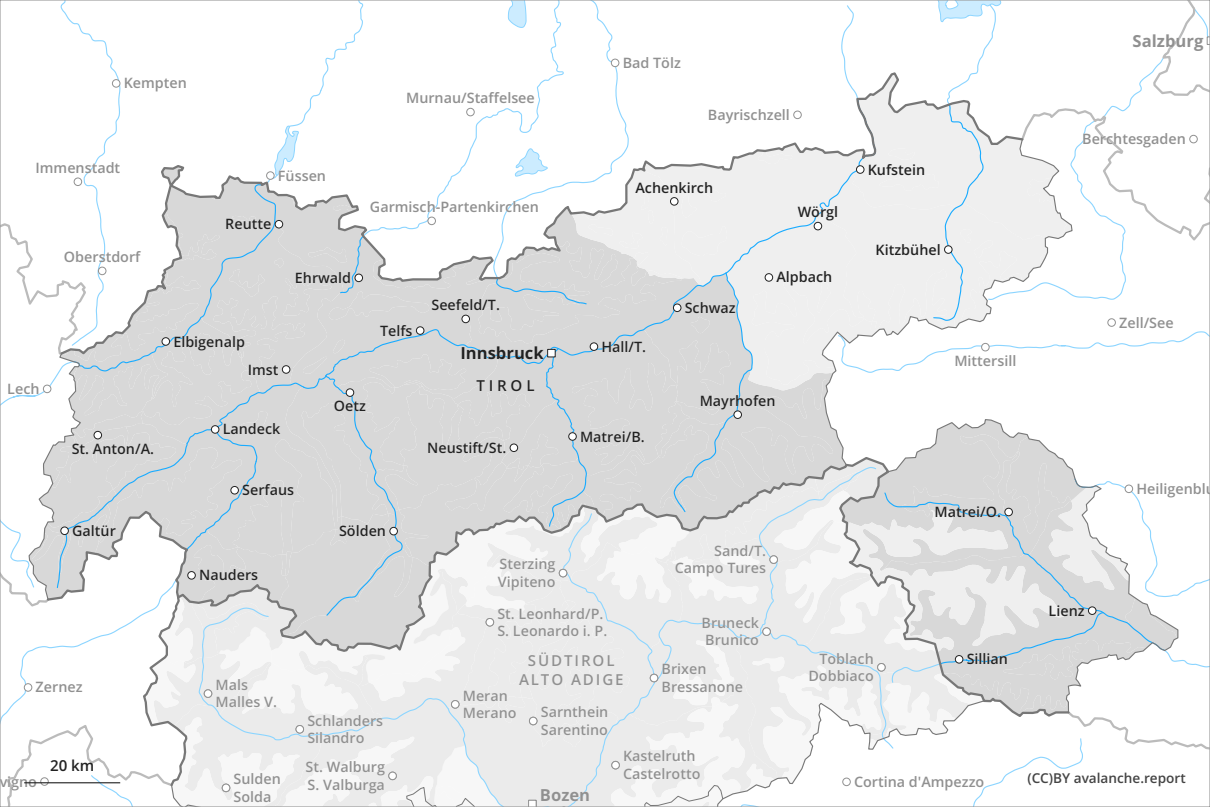 Salzburg
Bad Tölz
Kempten
Murnau/Staffelsee
Bayrischzell
Berchtesgaden
Immenstadt
Füssen
Kufstein
Achenkirch
Garmisch-Partenkirchen
Wörgl
Reutte
Kitzbühel
Oberstdorf
Ehrwald
Alpbach
Seefeld/T.
Schwaz
Zell/See
Telfs
Elbigenalp
Innsbruck
Hall/T.
Mittersill
Imst
TIROL
Lech
Oetz
Mayrhofen
Landeck
Matrei/B.
St. Anton/A.
Neustift/St.
Serfaus
Heiligenblu
Matrei/O.
Galtür
Sölden
Sand/T.
Campo Tures
Sterzing
Vipiteno
Nauders
St. Leonhard/P.
S. Leonardo i. P.
Lienz
Bruneck
Brunico
SÜDTIROL
ALTO ADIGE
Toblach
Dobbiaco
Sillian
Brixen
Bressanone
Zernez
Mals
Malles V.
Meran
Merano
Sarnthein
Sarentino
Schlanders
Silandro
Kastelruth
Castelrotto
20 km
St. Walburg
S. Valburga
vigno
Sulden
Solda
Cortina d'Ampezzo
(CC)BY avalanche.report
Bozen